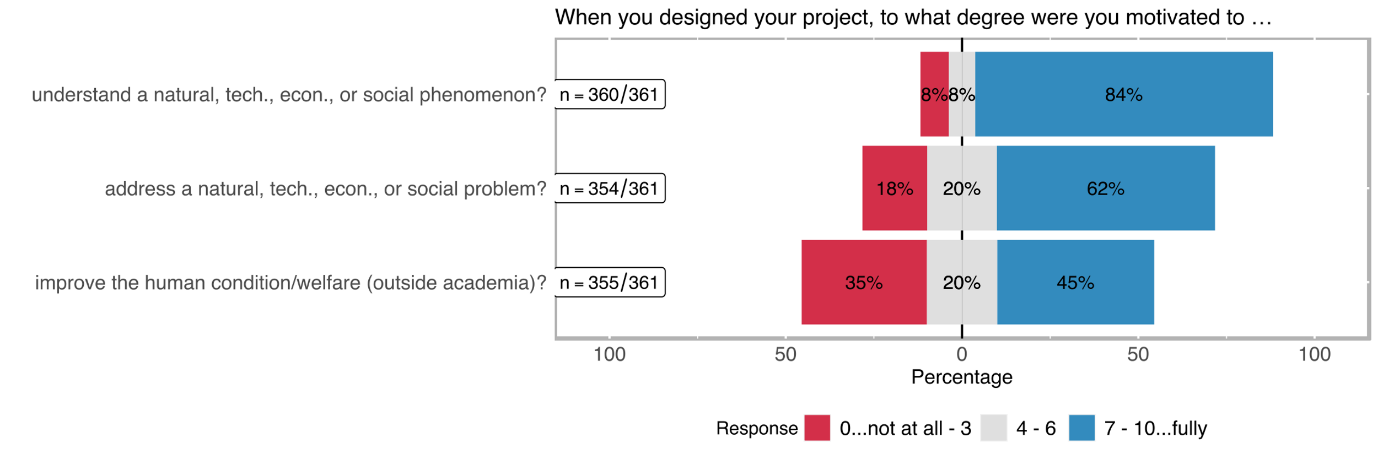 When you designed your project, to what degree were you motivated to …
understand a natural, tech., econ., or social phenomenon? n = 360/361 8% 8% 84%
address a natural, tech., econ., or social problem? n = 354/361 18% 20% 62%
improve the human condition/welfare (outside academia)? n = 355/361 35% 20% 45%
100 50 0 50 100
Percentage
Response 0...not at all - 3 4 - 6 7 - 10...fully